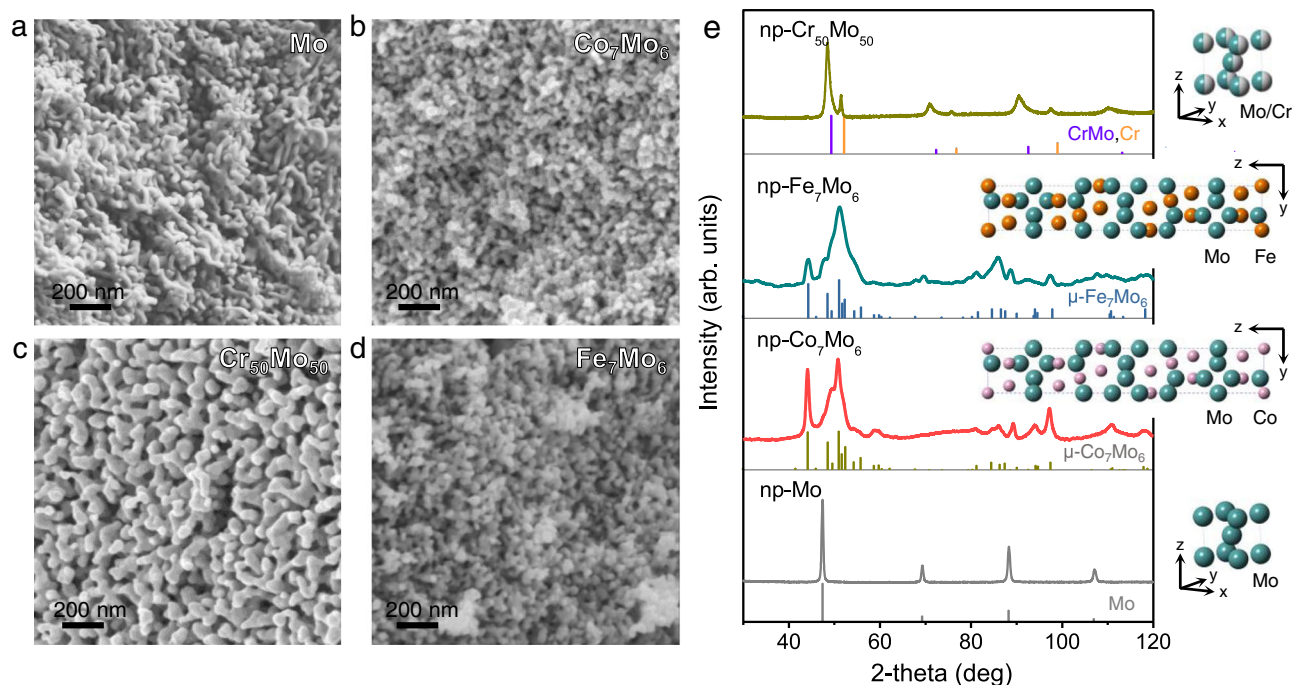 a
Mo
200 nm
b
Co₇Mo₆
200 nm
c
Cr₅₀Mo₅₀
200 nm
d
Fe₇Mo₆
200 nm
e
Intensity (arb. units)
np-Cr₅₀Mo₅₀
CrMo,Cr
z
y
x
Mo/Cr
np-Fe₇Mo₆
μ-Fe₇Mo₆
z
y
Mo Fe
np-Co₇Mo₆
μ-Co₇Mo₆
z
y
Mo Co
np-Mo
Mo
z
y
x
Mo
40 60 80 100 120
2-theta (deg)